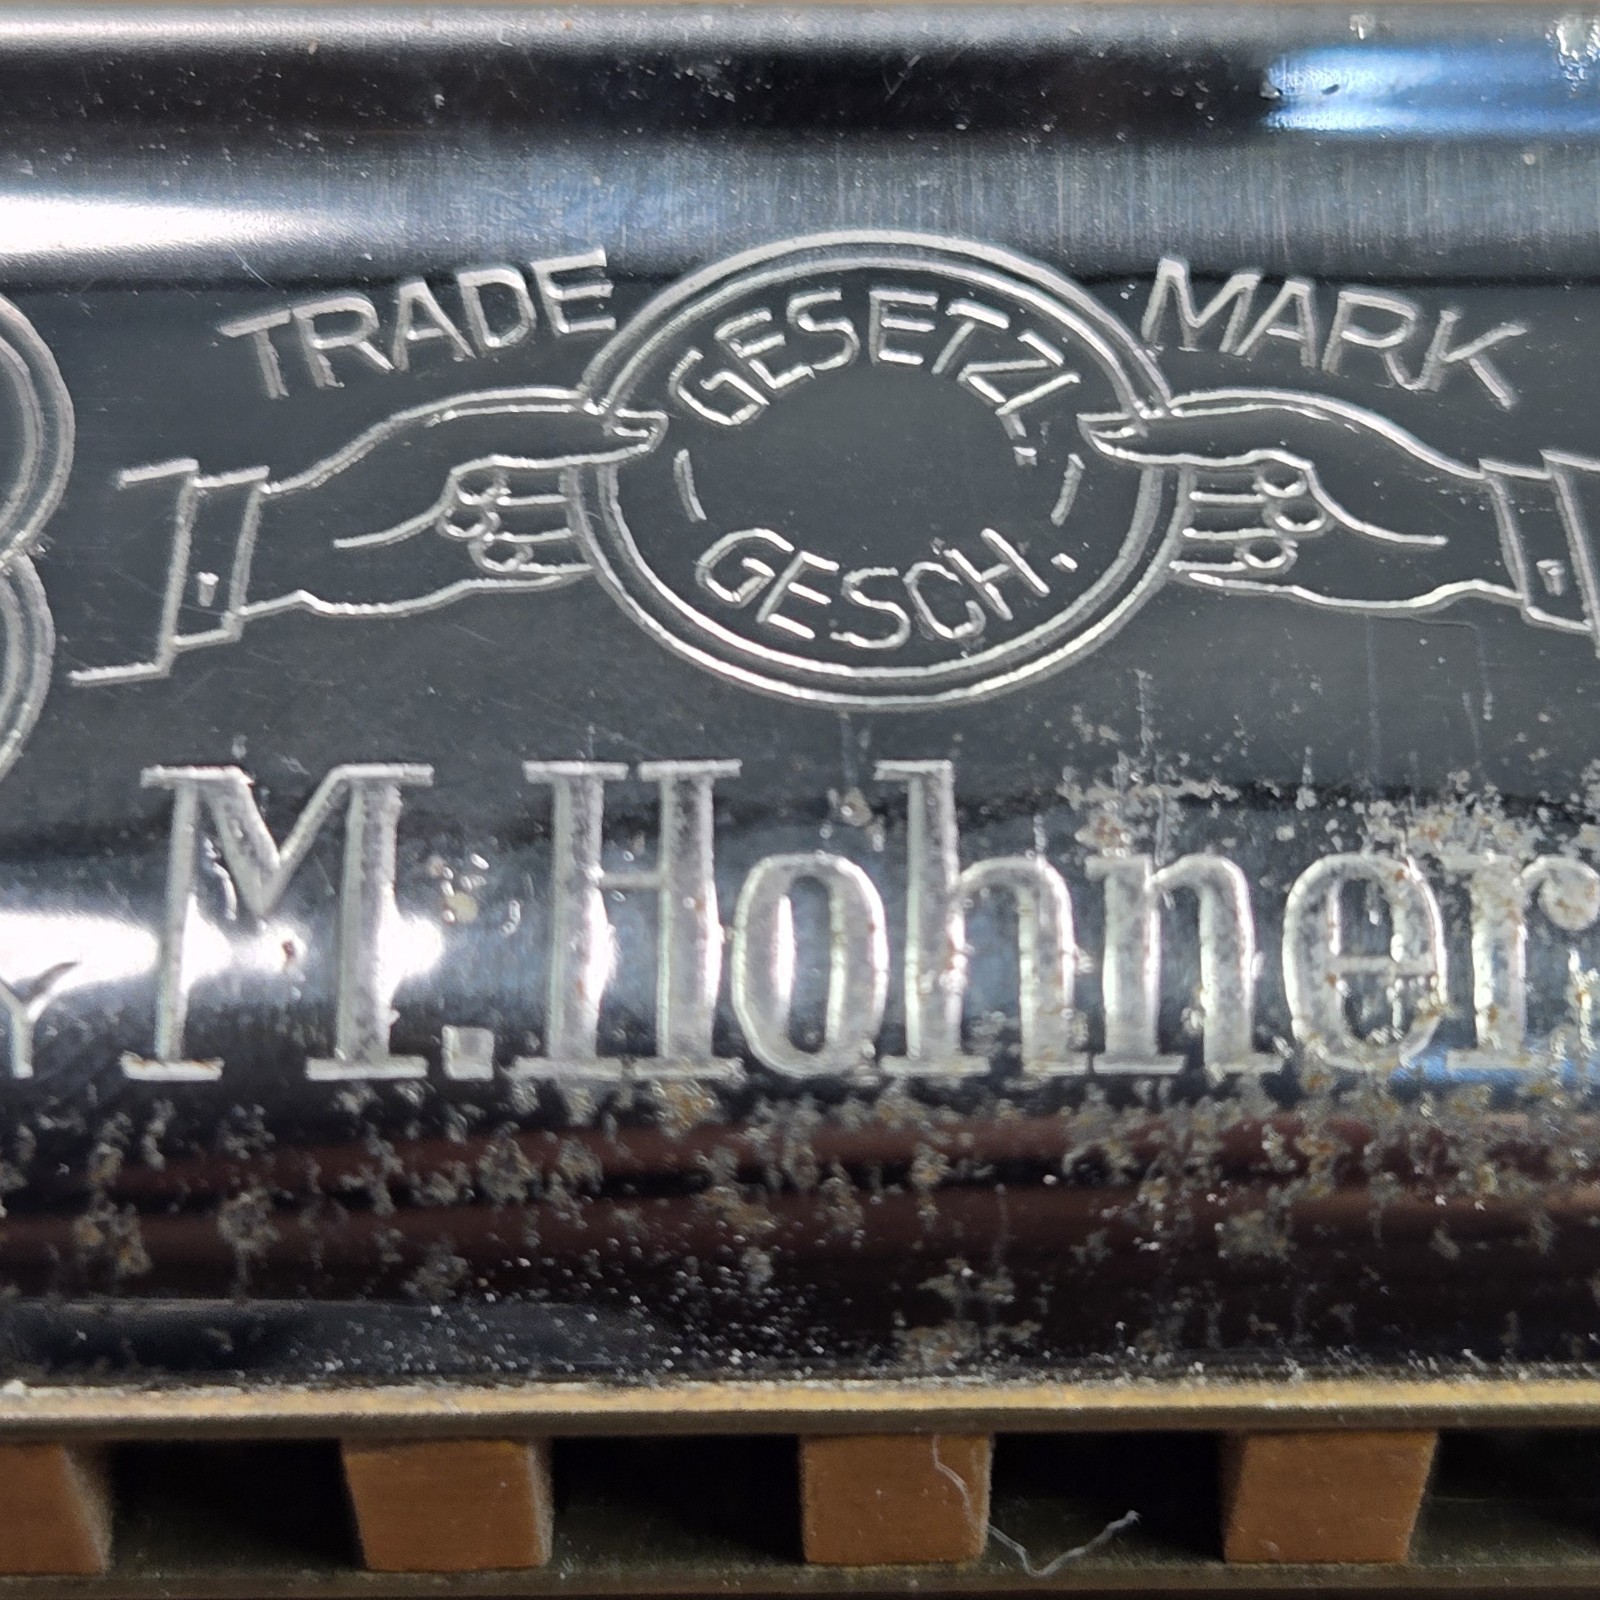 TRADE MARK
GESETZL.
GESCH.
M.Hohner